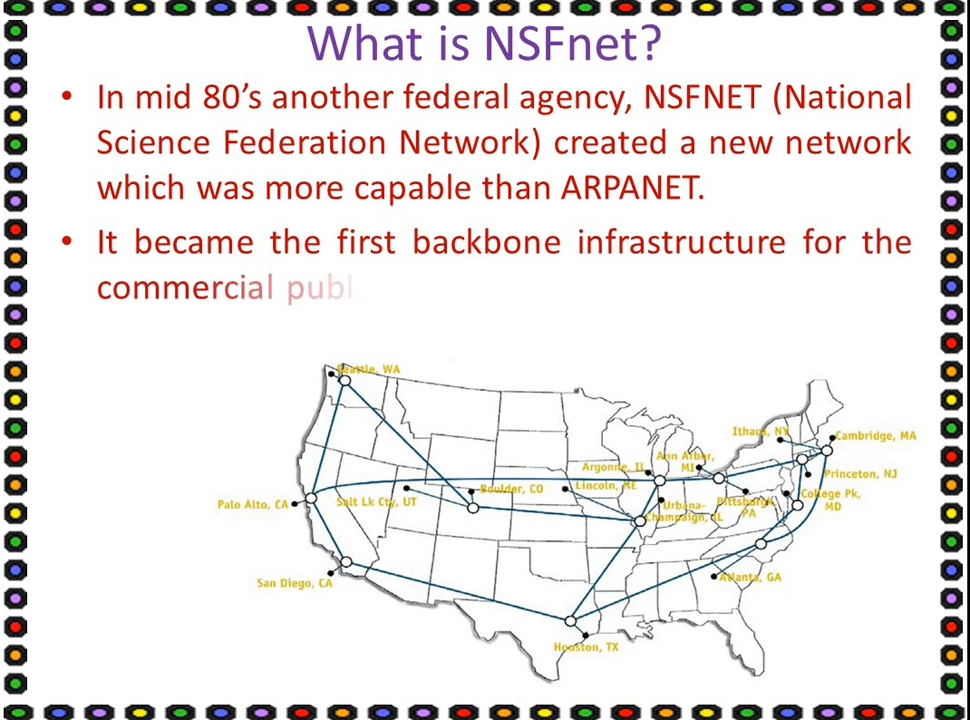 What is NSFnet?
• In mid 80’s another federal agency, NSFNET (National
Science Federation Network) created a new network
which was more capable than ARPANET.
• It became the first backbone infrastructure for the
commercial publ
Seattle, WA
Ithaca, NY
Cambridge, MA
Ann Arbor,
MI
Argonne, IL
Princeton, NJ
Lincoln, NE
Boulder, CO
Salt Lk Cty, UT
Palo Alto, CA
College Pk,
MD
Pittsburgh,
PA
Urbana-
Champaign, IL
Atlanta, GA
San Diego, CA
Houston, TX